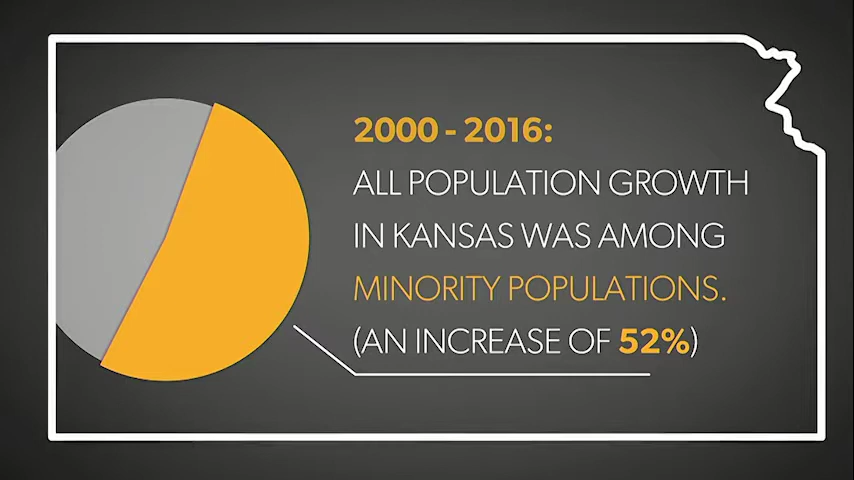 2000 - 2016:
ALL POPULATION GROWTH
IN KANSAS WAS AMONG
MINORITY POPULATIONS.
(AN INCREASE OF 52%)